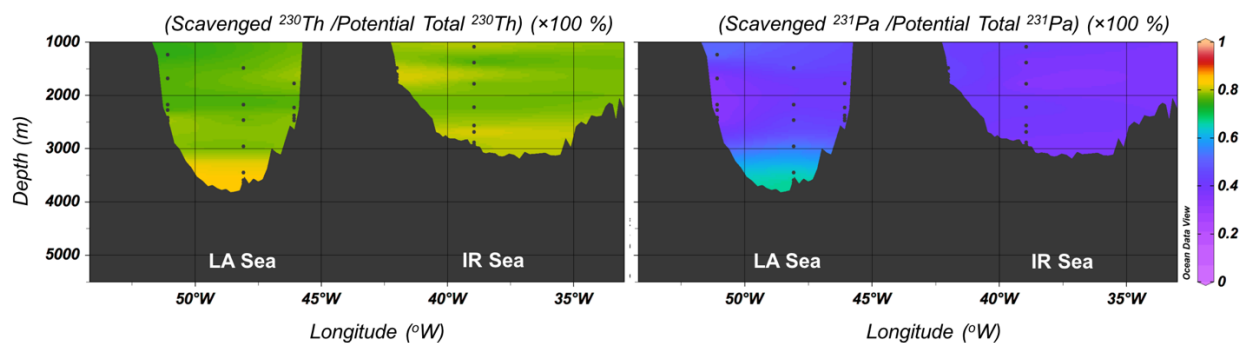 (Scavenged ²³⁰Th /Potential Total ²³⁰Th) (×100 %)
(Scavenged ²³¹Pa /Potential Total ²³¹Pa) (×100 %)
Depth (m)
1000
2000
3000
4000
5000
LA Sea
IR Sea
50°W
45°W
40°W
35°W
Longitude (°W)
LA Sea
IR Sea
50°W
45°W
40°W
35°W
Longitude (°W)
1
0.8
0.6
0.4
0.2
0
Ocean Data View